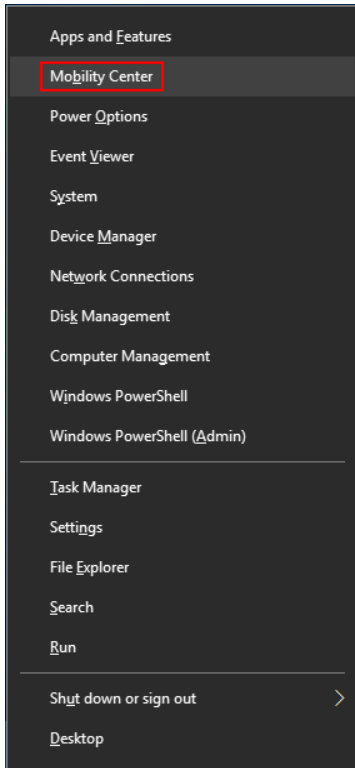 Apps and Features
Mobility Center
Power Options
Event Viewer
System
Device Manager
Network Connections
Disk Management
Computer Management
Windows PowerShell
Windows PowerShell (Admin)
Task Manager
Settings
File Explorer
Search
Run
Shut down or sign out
Desktop